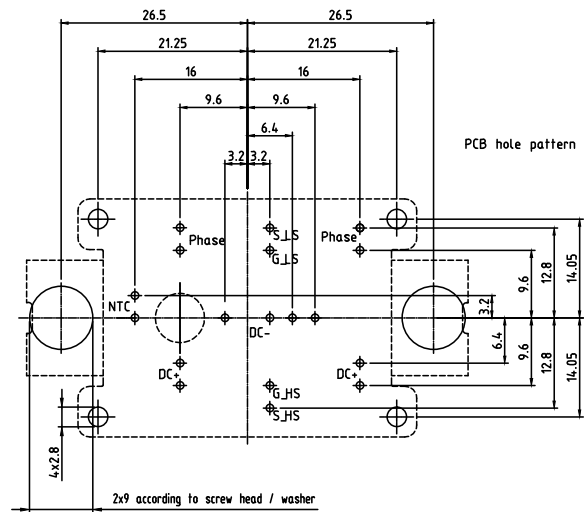 26.5 26.5
21.25 21.25
16 16
9.6 9.6
6.4
3.2 3.2
PCB hole pattern
Phase S_LS Phase
G_LS
NTC
DC-
DC+ DC+
G_HS
S_HS
3.2
9.6
12.8
14.05
6.4
9.6
12.8
14.05
4x2.8
2x9 according to screw head / washer